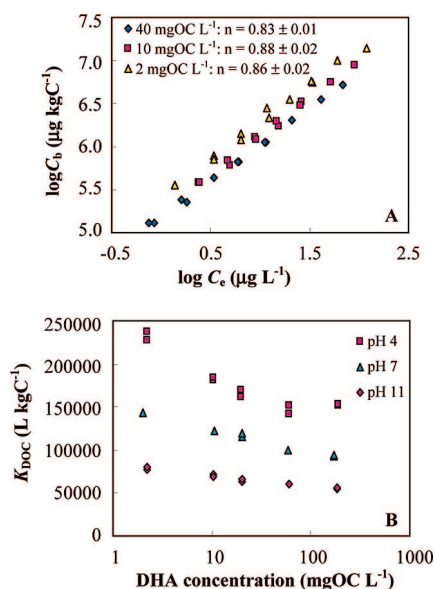 40 mgOC L⁻¹: n = 0.83 ± 0.01
10 mgOC L⁻¹: n = 0.88 ± 0.02
2 mgOC L⁻¹: n = 0.86 ± 0.02
7.5
7.0
6.5
6.0
5.5
5.0
logC_b (μg kgC⁻¹)
A
-0.5 0.5 1.5 2.5
log C_e (μg L⁻¹)
250000
200000
150000
100000
50000
0
K_DOC (L kgC⁻¹)
pH 4
pH 7
pH 11
B
1 10 100 1000
DHA concentration (mgOC L⁻¹)